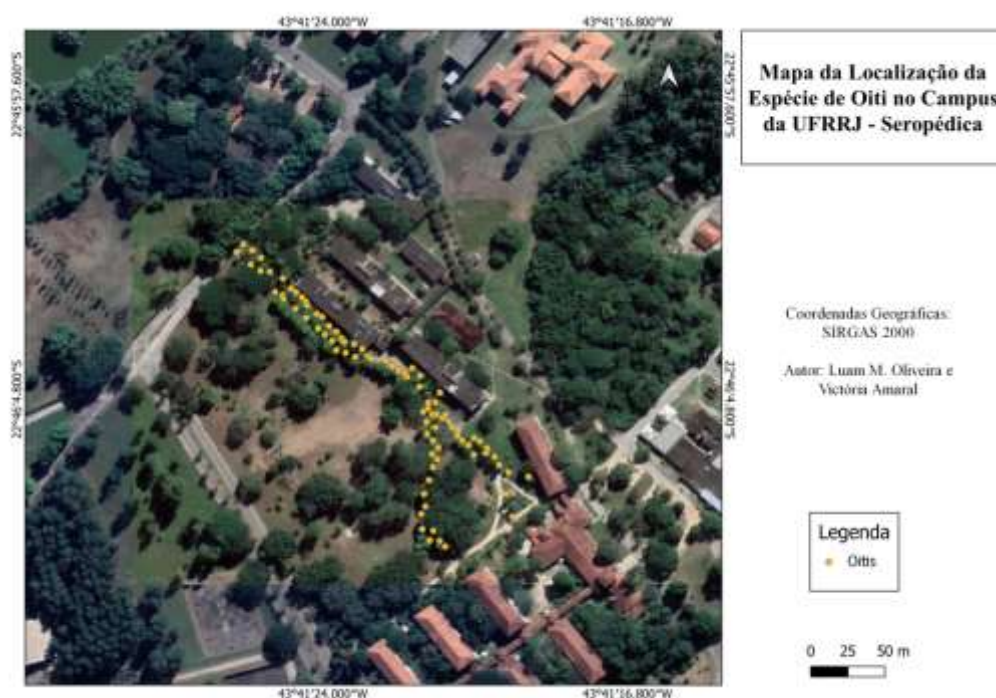 43°41'24.000"W
43°41'16.800"W
22°45'57.600"S
22°45'57.600"S
Mapa da Localização da
Espécie de Oiti no Campus
da UFRRJ - Seropédica
Coordenadas Geográficas:
SIRGAS 2000
Autor: Luam M. Oliveira e
Victória Amaral
22°46'4.800"S
22°46'4.800"S
Legenda
Oitis
0 25 50 m
43°41'24.000"W
43°41'16.800"W